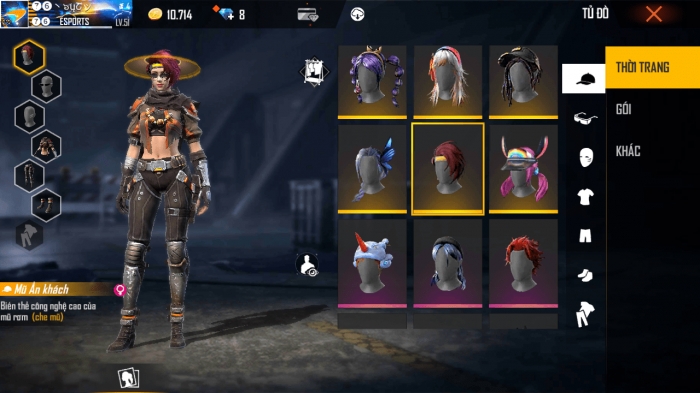 ESPORTS
LV.51
10.714
8
TỦ ĐỒ
THỜI TRANG
GÓI
KHÁC
Mũ Ẩn khách
Biên thể công nghệ cao của
mũ rơm (che mũ)